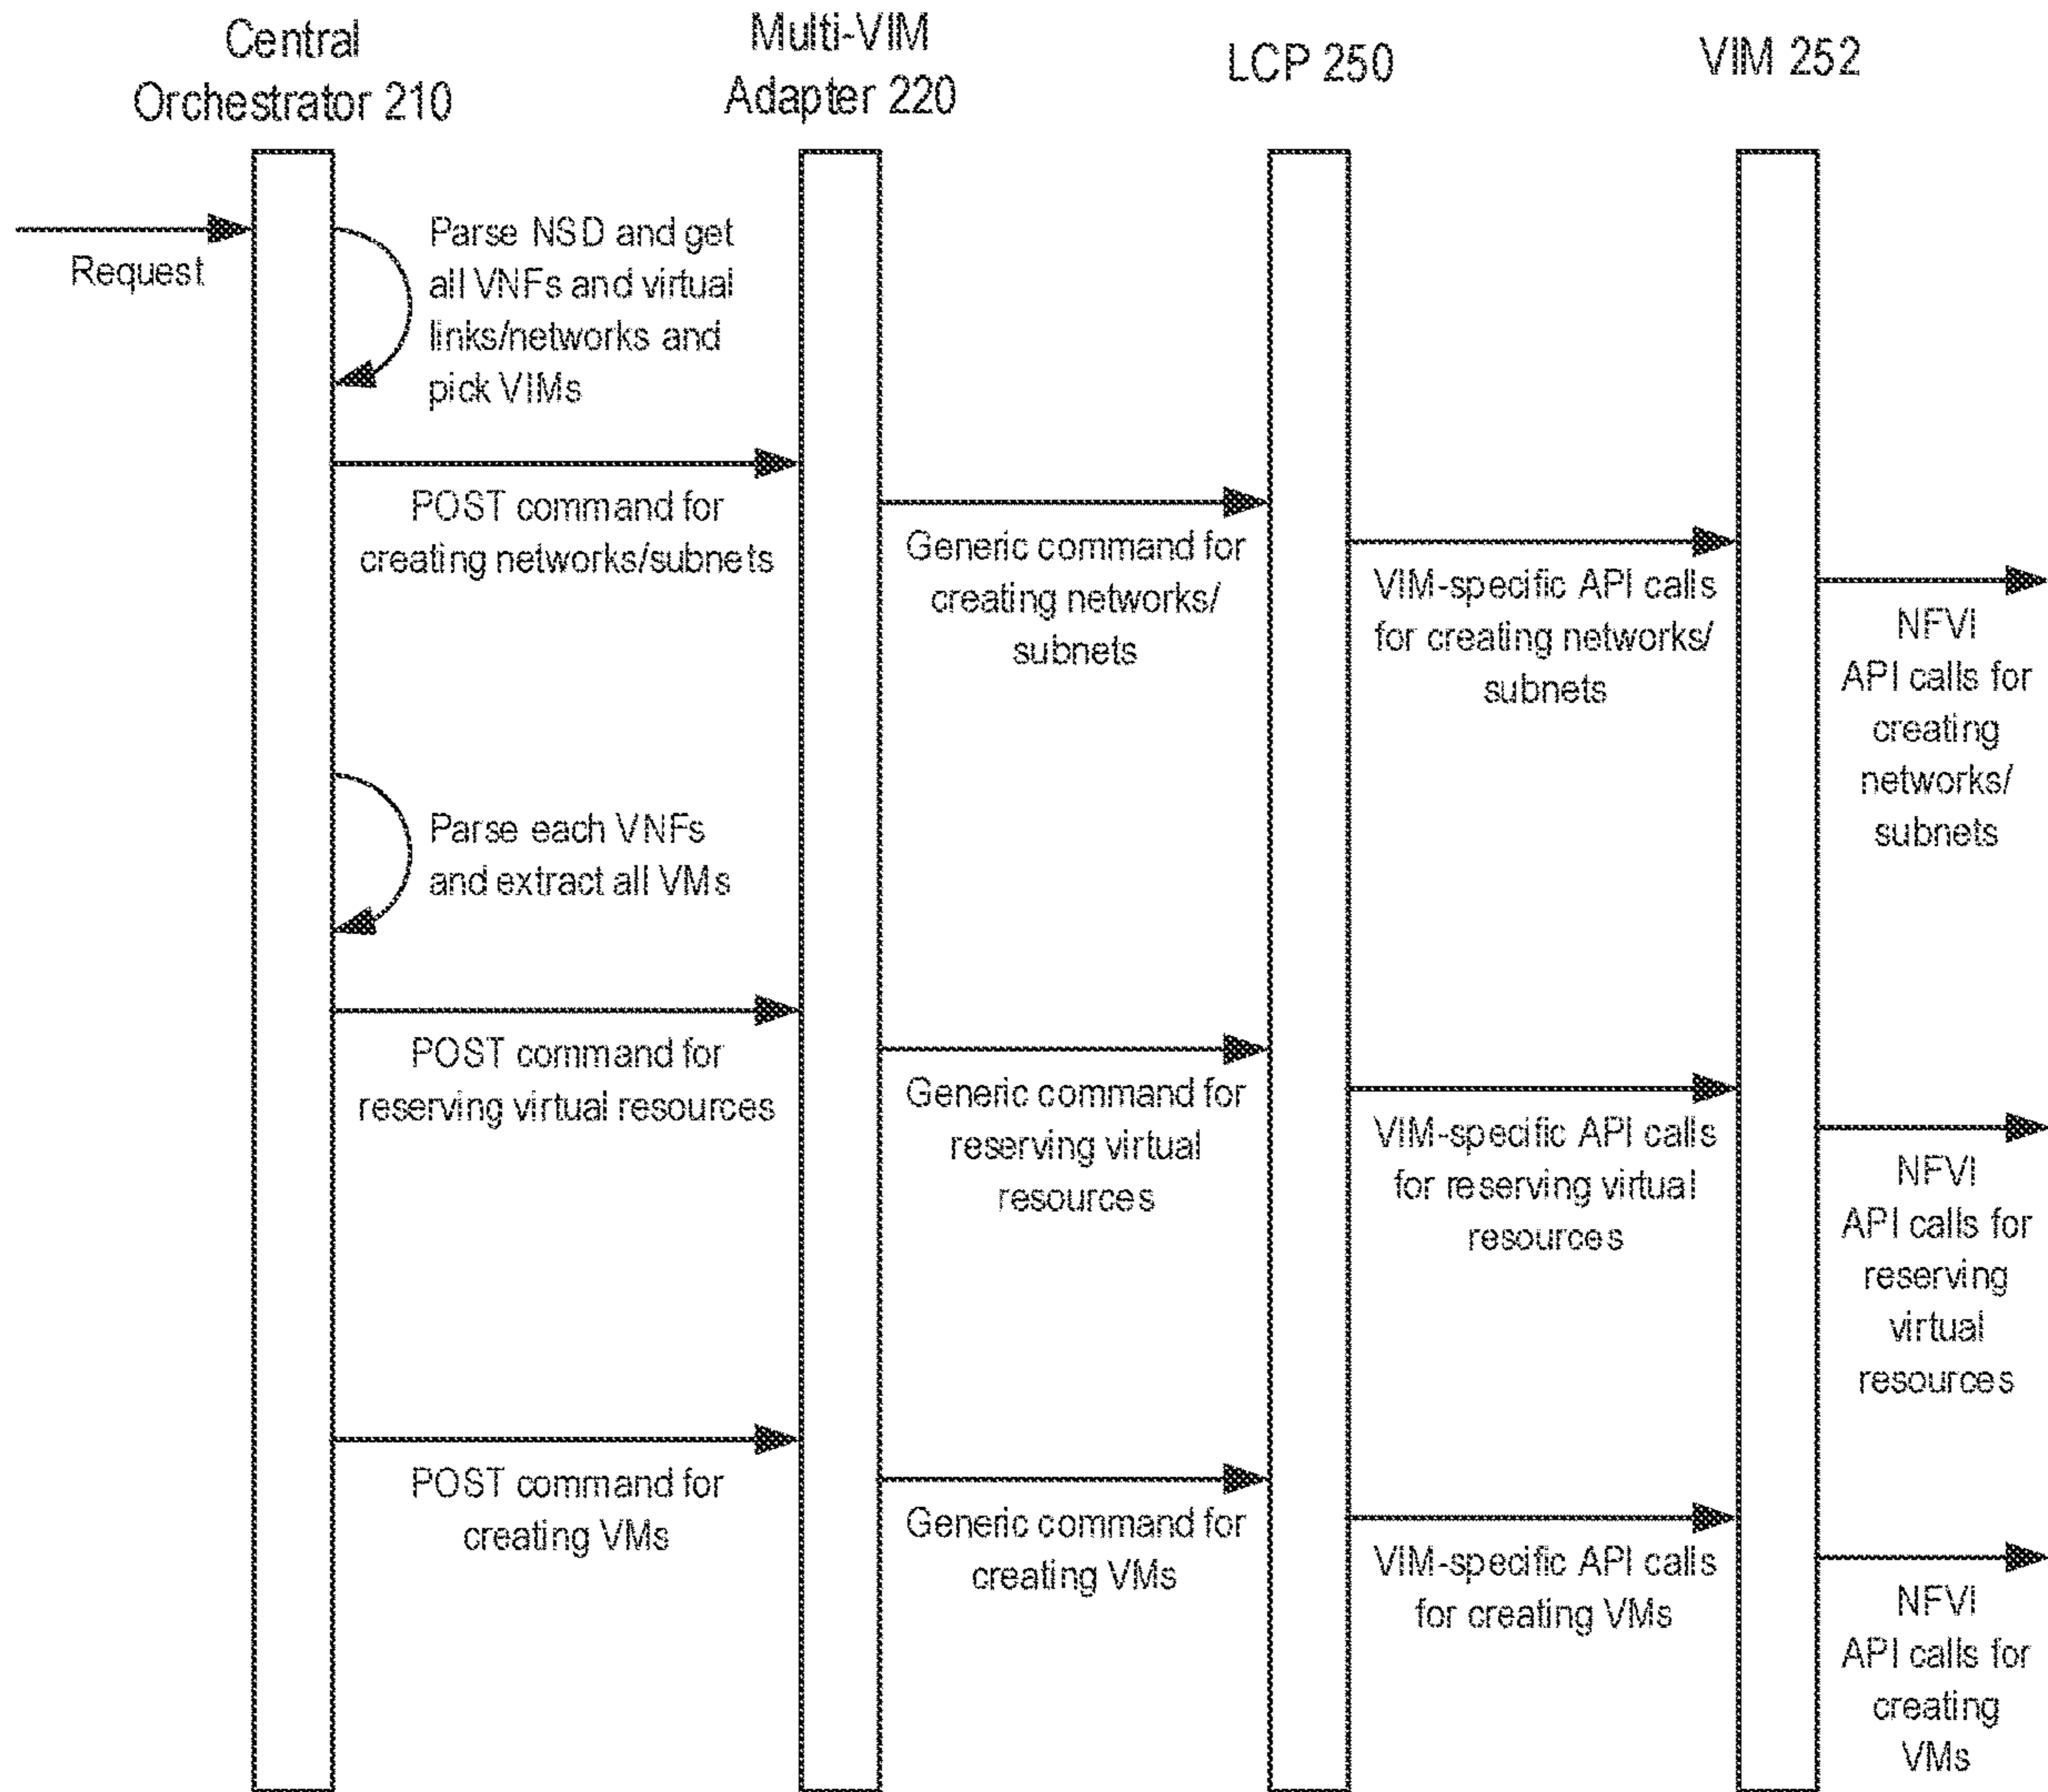 Central
Orchestrator 210
Multi-VIM
Adapter 220
LCP 250
VIM 252
Request
Parse NSD and get
all VNFs and virtual
links/networks and
pick VIMs
POST command for
creating networks/subnets
Generic command for
creating networks/
subnets
VIM-specific API calls
for creating networks/
subnets
NFVI
API calls for
creating
networks/
subnets
Parse each VNFs
and extract all VMs
POST command for
reserving virtual resources
Generic command for
reserving virtual
resources
VIM-specific API calls
for reserving virtual
resources
NFVI
API calls for
reserving
virtual
resources
POST command for
creating VMs
Generic command for
creating VMs
VIM-specific API calls
for creating VMs
NFVI
API calls for
creating
VMs